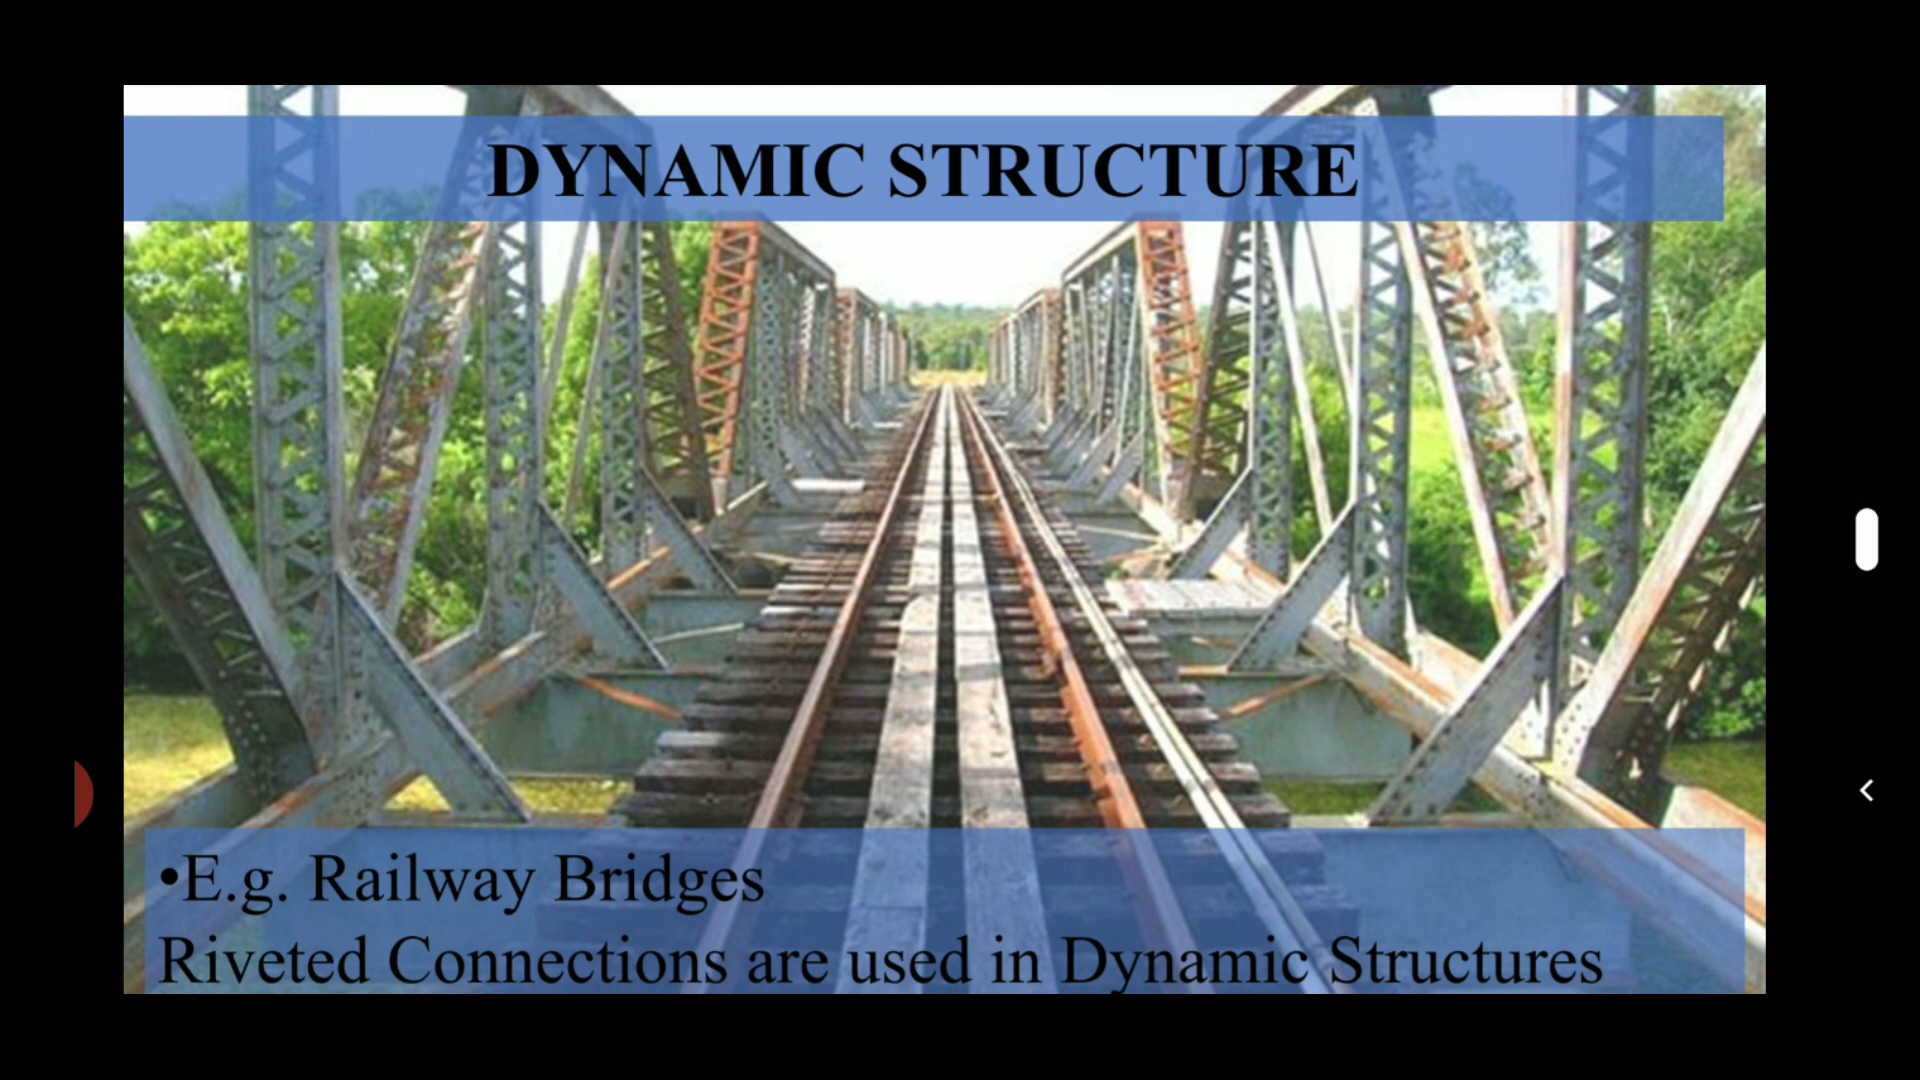 DYNAMIC STRUCTURE
•E.g. Railway Bridges
Riveted Connections are used in Dynamic Structures